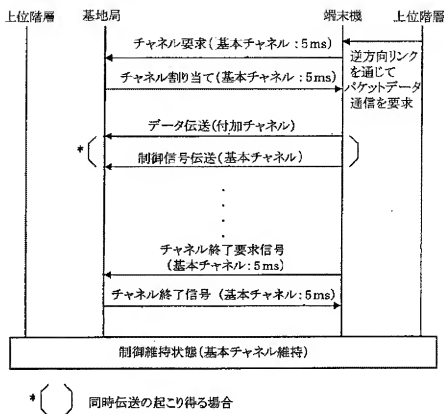 上位階層 基地局 端末機 上位階層
チャネル要求(基本チャネル:5ms)
チャネル割り当て(基本チャネル:5ms)
逆方向リンク
を通じて
パケットデータ
通信を要求
データ伝送(付加チャネル)
* 制御信号伝送(基本チャネル)
チャネル終了要求信号
(基本チャネル:5ms)
チャネル終了信号 (基本チャネル:5ms)
制御維持状態(基本チャネル維持)
*( ) 同時伝送の起こり得る場合